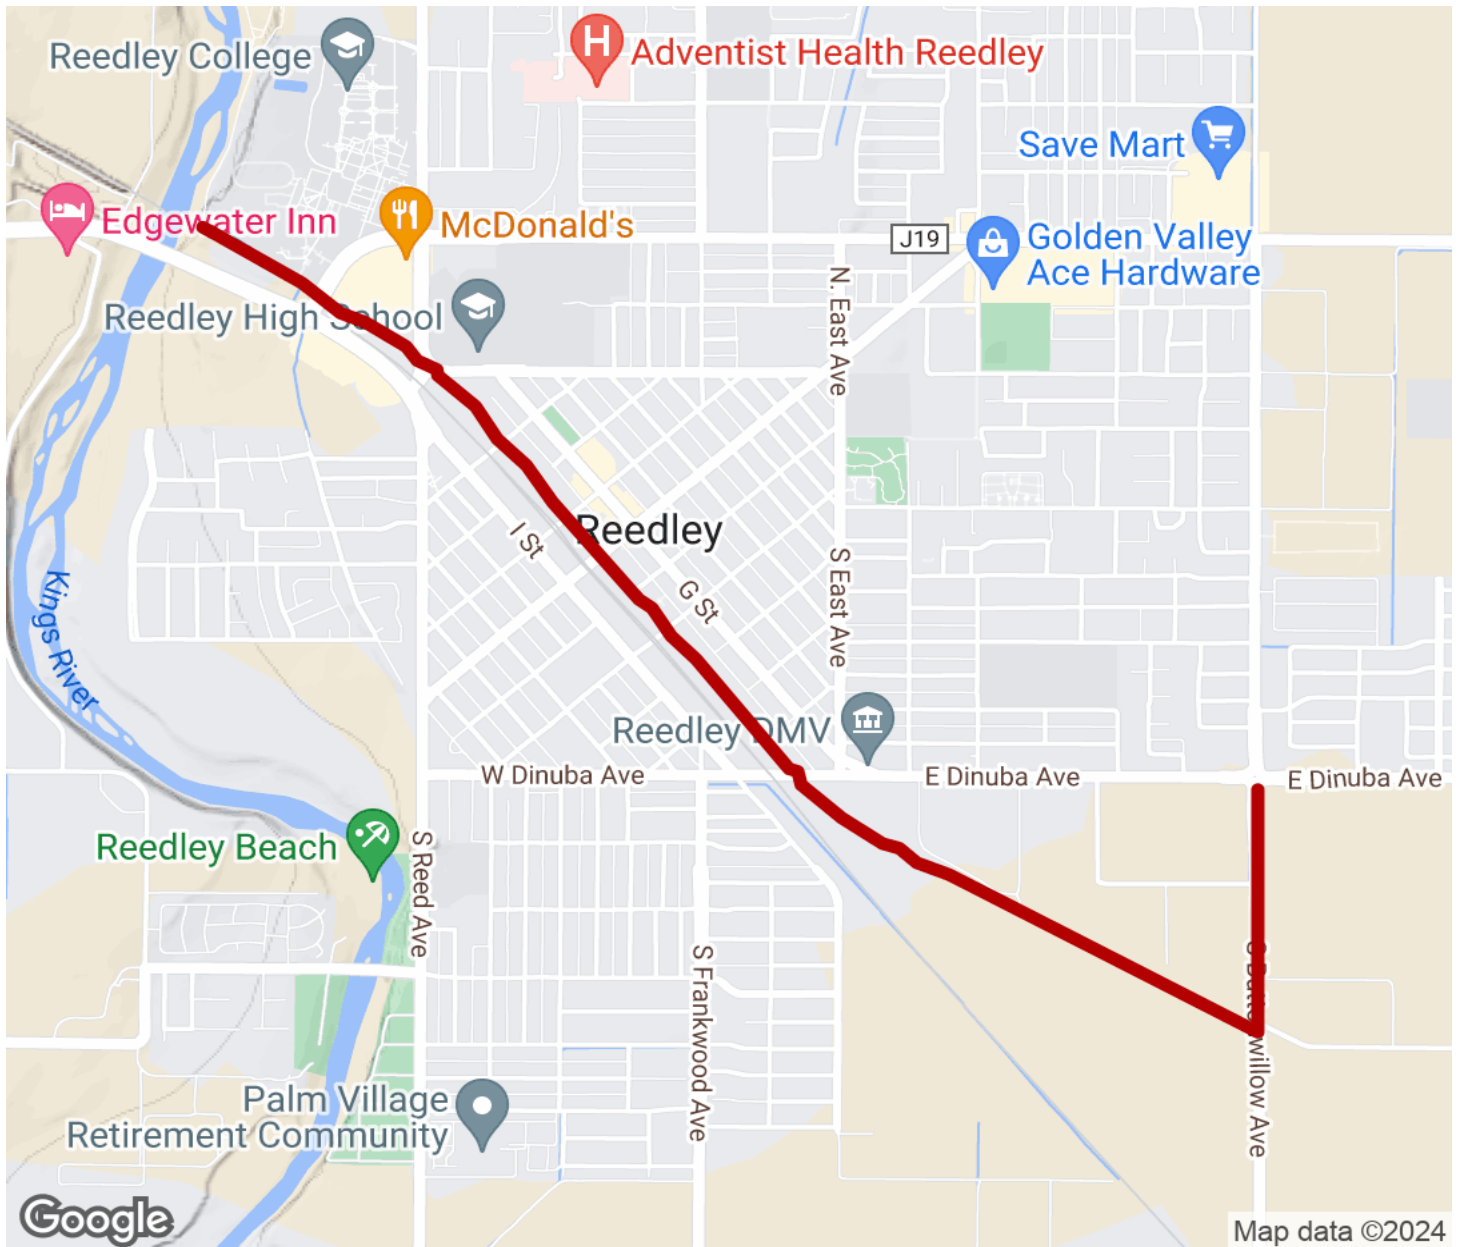 Reedley College
H
Adventist Health Reedley
Save Mart
Edgewater Inn
McDonald's
J19
Golden Valley
Ace Hardware
Reedley High School
N. East Ave
Reedley
I St
G St
S East Ave
Kings River
Reedley DMV
W Dinuba Ave
E Dinuba Ave
E Dinuba Ave
Reedley Beach
S Reed Ave
S Frankwood Ave
S Buttonwillow Ave
Palm Village
Retirement Community
Google
Map data ©2024